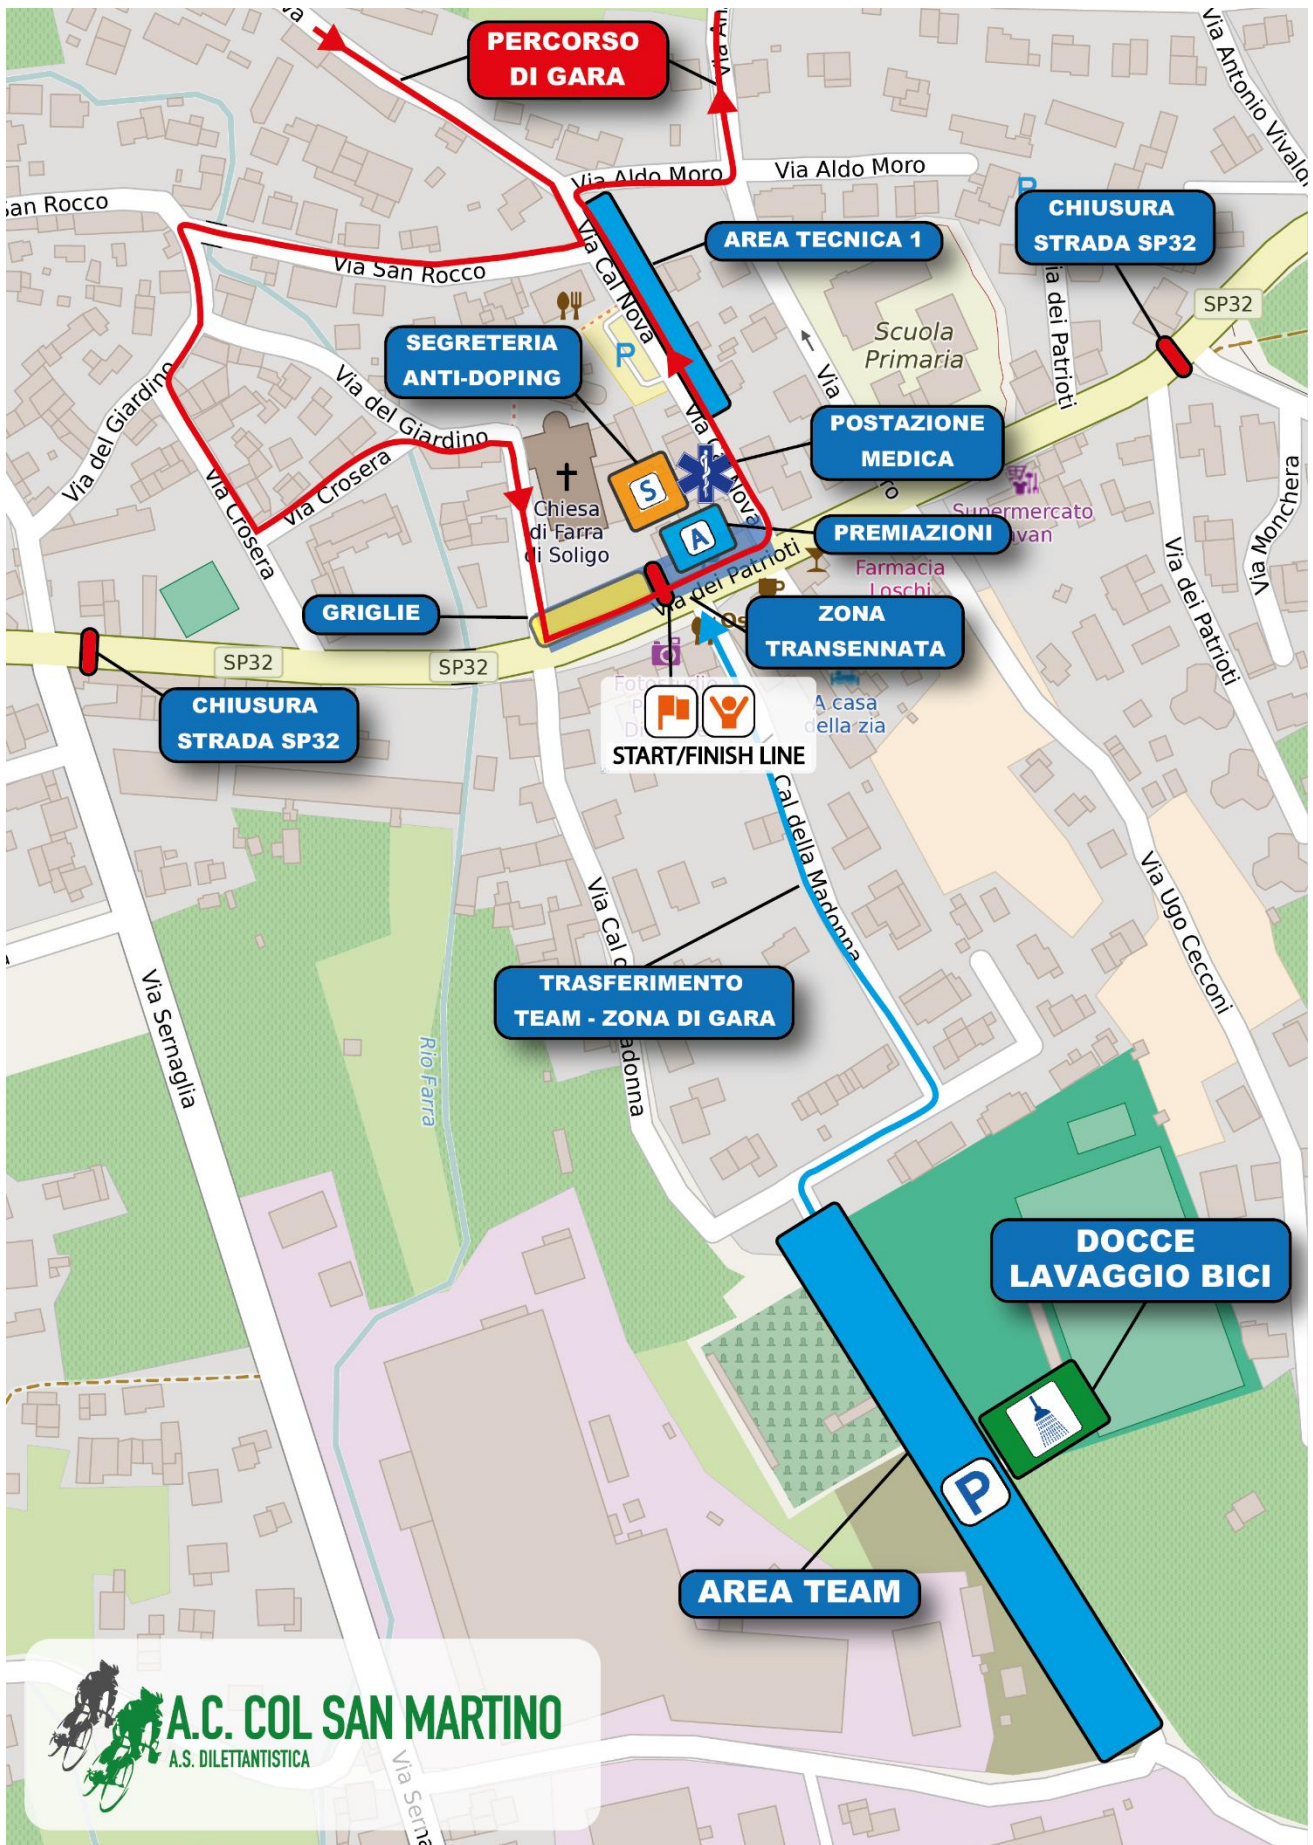 PERCORSO
DI GARA
Via Antonio Vivaldi
Via Aldo Moro
Via Aldo Moro
P
CHIUSURA
STRADA SP32
San Rocco
AREA TECNICA 1
Via Cal Nova
Via San Rocco
SP32
Via dei Patrioti
Scuola
Primaria
SEGRETERIA
ANTI-DOPING
P
Via
Via del Giardino
Via del Giardino
POSTAZIONE
MEDICA
Via Crosera
Via Crosera
S
Chiesa
di Farra
di Soligo
Supermercato
Via Monchera
A
PREMIAZIONI
Via dei Patrioti
Farmacia
Loschi
Via dei Patrioti
GRIGLIE
ZONA
TRANSENNATA
SP32
SP32
CHIUSURA
STRADA SP32
START/FINISH LINE
A casa
della zia
Cal della Madonna
Via Ugo Cecconi
Via Cal
TRASFERIMENTO
TEAM - ZONA DI GARA
Via Sernaglia
Rio Farra
DOCCE
LAVAGGIO BICI
P
AREA TEAM
A.C. COL SAN MARTINO
A.S. DILETTANTISTICA